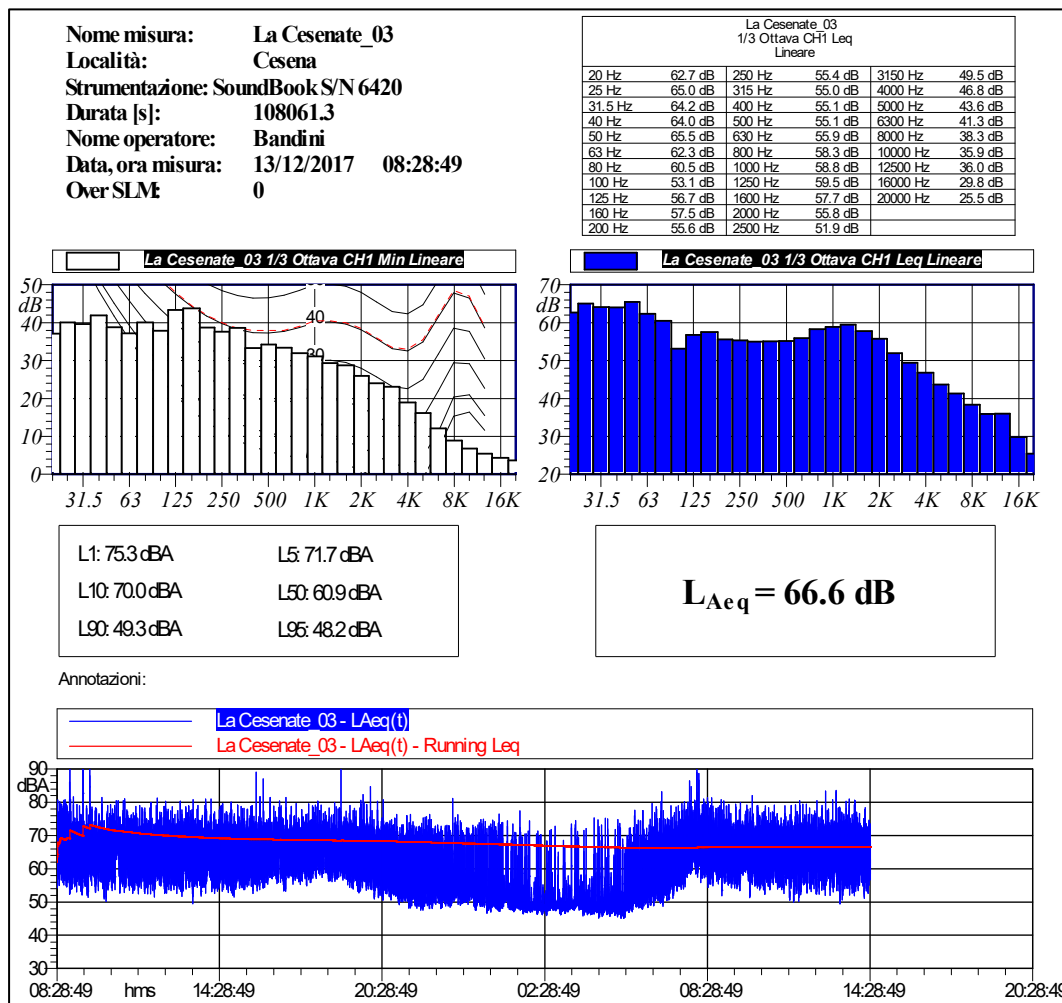 Nome misura: La Cesenate_03
Località: Cesena
Strumentazione: SoundBook S/N 6420
Durata [s]: 108061.3
Nome operatore: Bandini
Data, ora misura: 13/12/2017 08:28:49
Over SLM: 0
La Cesenate_03
1/3 Ottava CH1 Leq
Lineare
20 Hz 62.7 dB 250 Hz 55.4 dB 3150 Hz 49.5 dB
25 Hz 65.0 dB 315 Hz 55.0 dB 4000 Hz 46.8 dB
31.5 Hz 64.2 dB 400 Hz 55.1 dB 5000 Hz 43.6 dB
40 Hz 64.0 dB 500 Hz 55.1 dB 6300 Hz 41.3 dB
50 Hz 65.5 dB 630 Hz 55.9 dB 8000 Hz 38.3 dB
63 Hz 62.3 dB 800 Hz 58.3 dB 10000 Hz 35.9 dB
80 Hz 60.5 dB 1000 Hz 58.8 dB 12500 Hz 36.0 dB
100 Hz 53.1 dB 1250 Hz 59.5 dB 16000 Hz 29.8 dB
125 Hz 56.7 dB 1600 Hz 57.7 dB 20000 Hz 25.5 dB
160 Hz 57.5 dB 2000 Hz 55.8 dB
200 Hz 55.6 dB 2500 Hz 51.9 dB
La Cesenate_03 1/3 Ottava CH1 Min Lineare
50
dB
40
30
20
10
0
40
31.5 63 125 250 500 1K 2K 4K 8K 16K
La Cesenate_03 1/3 Ottava CH1 Leq Lineare
70
dB
60
50
40
30
20
31.5 63 125 250 500 1K 2K 4K 8K 16K
L1: 75.3 dBA L5: 71.7 dBA
L10: 70.0 dBA L50: 60.9 dBA
L90: 49.3 dBA L95: 48.2 dBA
LAeq = 66.6 dB
Annotazioni:
La Cesenate_03 - LAeq(t)
La Cesenate_03 - LAeq(t) - Running Leq
90
dBA
80
70
60
50
40
30
08:28:49 hms 14:28:49 20:28:49 02:28:49 08:28:49 14:28:49 20:28:49